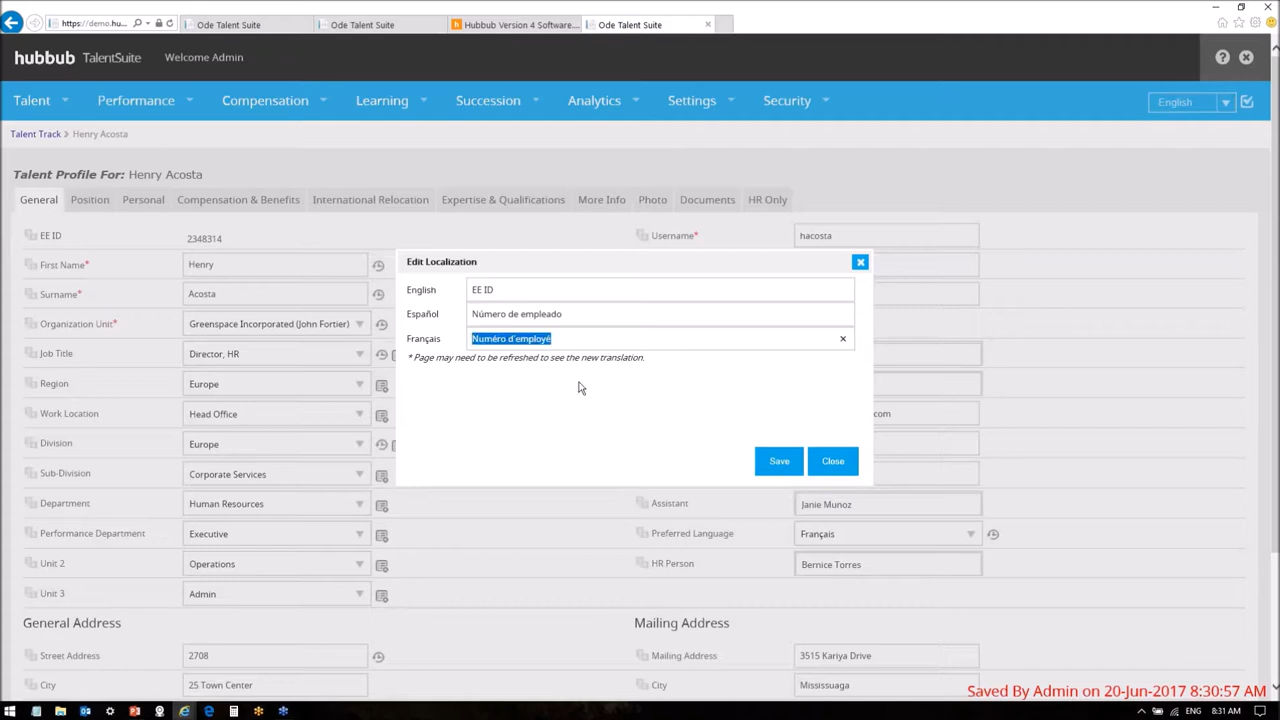 https://demo.hu...
Ode Talent Suite
Ode Talent Suite
Hubbub Version 4 Software...
Ode Talent Suite
hubbub TalentSuite
Welcome Admin
Talent
Performance
Compensation
Learning
Succession
Analytics
Settings
Security
English
Talent Track > Henry Acosta
Talent Profile For: Henry Acosta
General
Position
Personal
Compensation & Benefits
International Relocation
Expertise & Qualifications
More Info
Photo
Documents
HR Only
EE ID 2348314 Username* hacosta
First Name* Henry
Surname* Acosta
Organization Unit* Greenspace Incorporated (John Fortier)
Job Title Director, HR
Region Europe
Work Location Head Office com
Division Europe
Sub-Division Corporate Services
Department Human Resources Assistant Janie Munoz
Performance Department Executive Preferred Language Français
Unit 2 Operations HR Person Bernice Torres
Unit 3 Admin
Edit Localization
English EE ID
Español Número de empleado
Français Numéro d'employé
* Page may need to be refreshed to see the new translation.
Save
Close
General Address Mailing Address
Street Address 2708 Mailing Address 3515 Kariya Drive
City 25 Town Center City Mississuaga
Saved By Admin on 20-Jun-2017 8:30:57 AM
ENG 8:31 AM